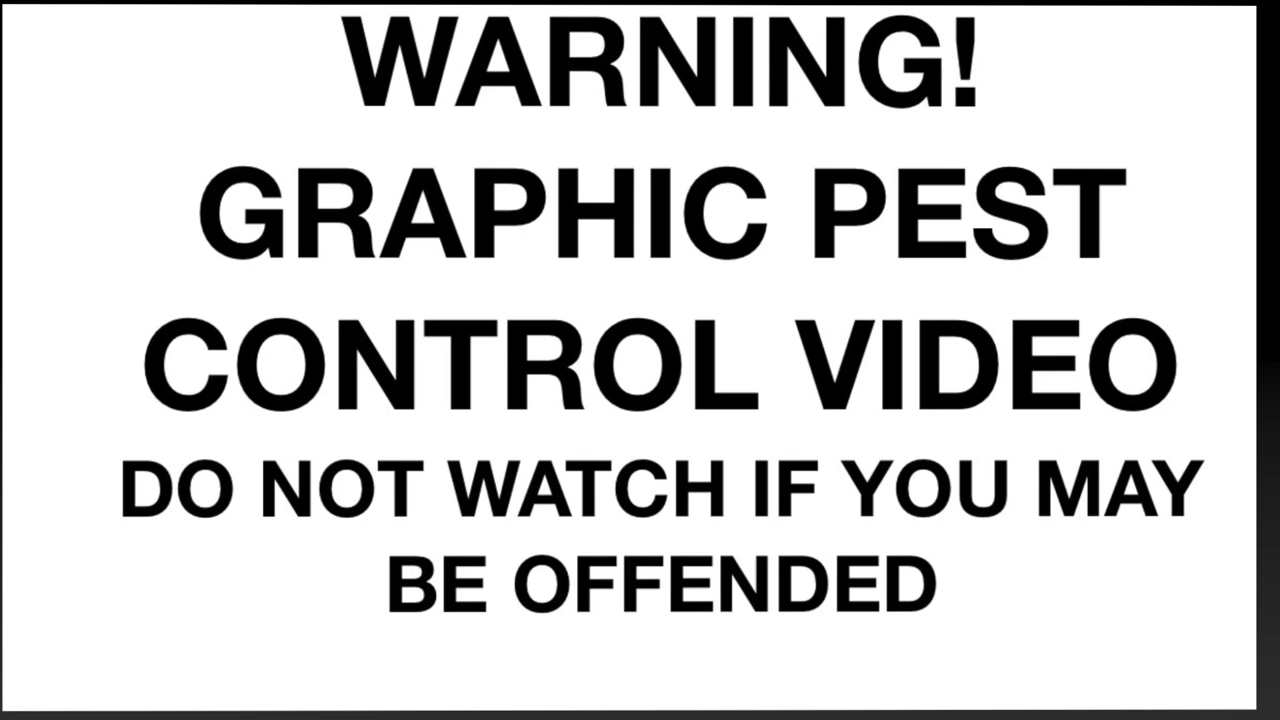 WARNING!
GRAPHIC PEST
CONTROL VIDEO
DO NOT WATCH IF YOU MAY
BE OFFENDED